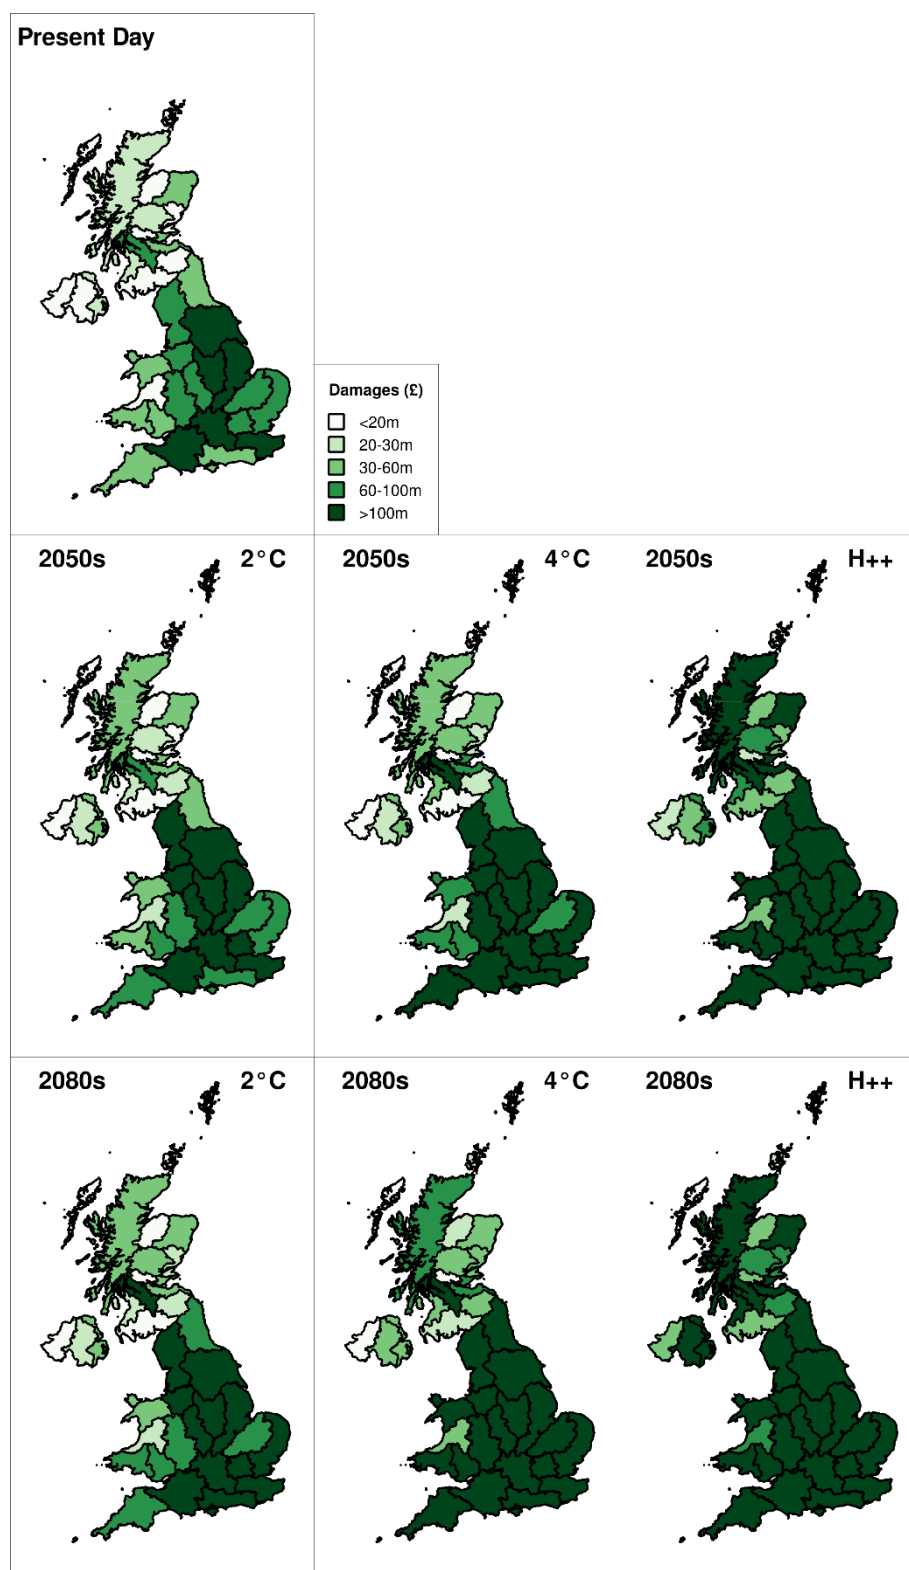 Present Day
Damages (£)
<20m
20-30m
30-60m
60-100m
>100m
2050s 2°C
2050s 4°C
2050s H++
2080s 2°C
2080s 4°C
2080s H++